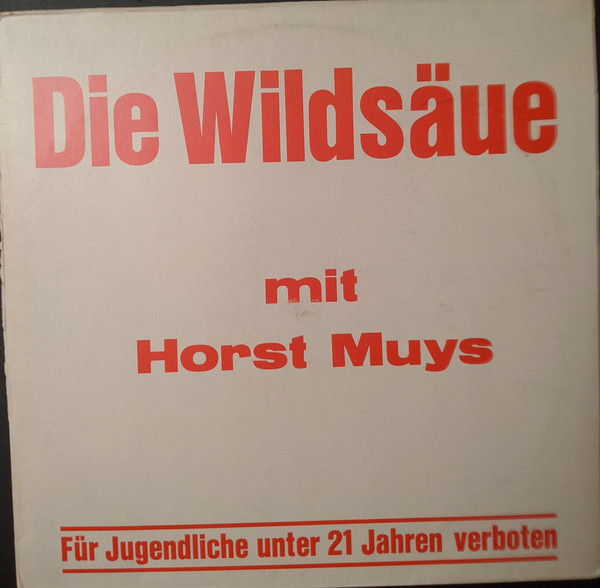 Die Wildsäue
mit
Horst Muys
Für Jugendliche unter 21 Jahren verboten